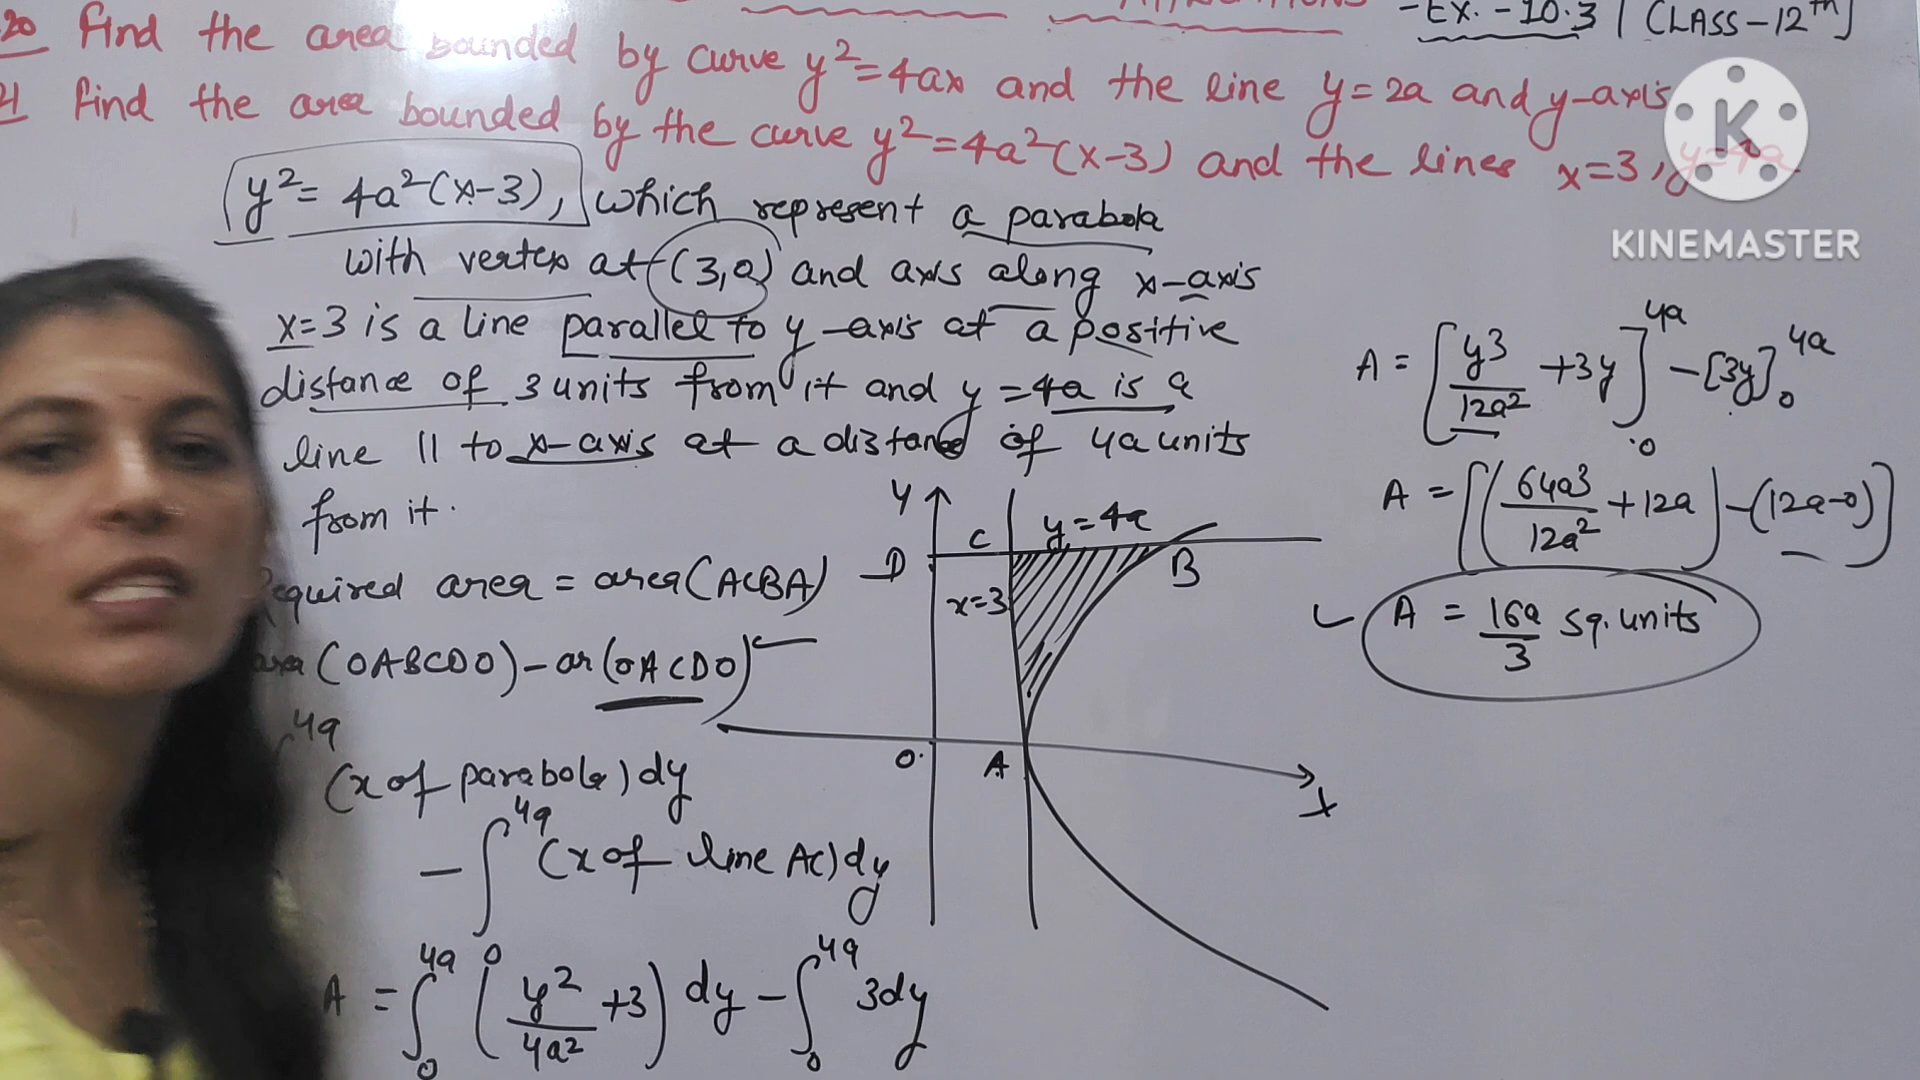 -Ex.-10.3 | CLASS-12th]
20 Find the area bounded by curve y²=4ax and the line y=2a and y-axis
21 Find the area bounded by the curve y²=4a²(x-3) and the lines x=3, y=4a
K
KINEMASTER
y²= 4a²(x-3), which represent a parabola
with vertex at (3,0) and axis along x-axis
x=3 is a line parallel to y-axis at a positive
distance of 3 units from it and y=4a is a
line || to x-axis at a distance of 4a units
from it.
Required area = area(ACBA)
area (OABCDO) - ar (OACDO)
4a
(x of parabola) dy
- ∫₀^4a (x of line AC) dy
A = ∫₀^4a (y²/4a² + 3) dy - ∫₀^4a 3dy
Y
C
y=4a
D
B
x=3
O
A
X
A = [y3/12a² + 3y]₀^4a - [3y]₀^4a
A = [(64a3/12a² + 12a) - (12a-0)]
A = 16a/3 sq. units